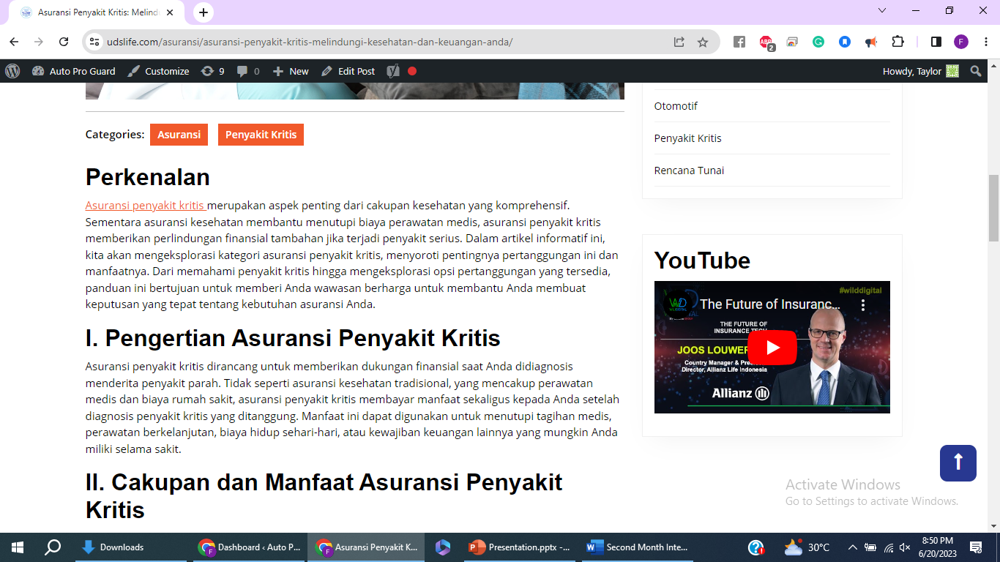 Asuransi Penyakit Kritis: Melind
udslife.com/asuransi/asuransi-penyakit-kritis-melindungi-kesehatan-dan-keuangan-anda/
ABP
2
F
Auto Pro Guard
Customize
9
0
New
Edit Post
Howdy, Taylor
Categories: Asuransi Penyakit Kritis
Perkenalan
Asuransi penyakit kritis merupakan aspek penting dari cakupan kesehatan yang komprehensif.
Sementara asuransi kesehatan membantu menutupi biaya perawatan medis, asuransi penyakit kritis
memberikan perlindungan finansial tambahan jika terjadi penyakit serius. Dalam artikel informatif ini,
kita akan mengeksplorasi kategori asuransi penyakit kritis, menyoroti pentingnya pertanggungan ini dan
manfaatnya. Dari memahami penyakit kritis hingga mengeksplorasi opsi pertanggungan yang tersedia,
panduan ini bertujuan untuk memberi Anda wawasan berharga untuk membantu Anda membuat
keputusan yang tepat tentang kebutuhan asuransi Anda.
I. Pengertian Asuransi Penyakit Kritis
Asuransi penyakit kritis dirancang untuk memberikan dukungan finansial saat Anda didiagnosis
menderita penyakit parah. Tidak seperti asuransi kesehatan tradisional, yang mencakup perawatan
medis dan biaya rumah sakit, asuransi penyakit kritis membayar manfaat sekaligus kepada Anda setelah
diagnosis penyakit kritis yang ditanggung. Manfaat ini dapat digunakan untuk menutupi tagihan medis,
perawatan berkelanjutan, biaya hidup sehari-hari, atau kewajiban keuangan lainnya yang mungkin Anda
miliki selama sakit.
II. Cakupan dan Manfaat Asuransi Penyakit
Kritis
Otomotif
Penyakit Kritis
Rencana Tunai
YouTube
#wilddigital
The Future of Insuranc...
THE FUTURE OF
INSURANCE TECH
JOOS LOUWER
Country Manager & Pres
Director, Allianz Life Indonesia
Allianz
Activate Windows
Go to Settings to activate Windows.
Downloads
Dashboard ‹ Auto P...
Asuransi Penyakit K...
Presentation.pptx -...
Second Month Inte...
30°C
8:50 PM
6/20/2023